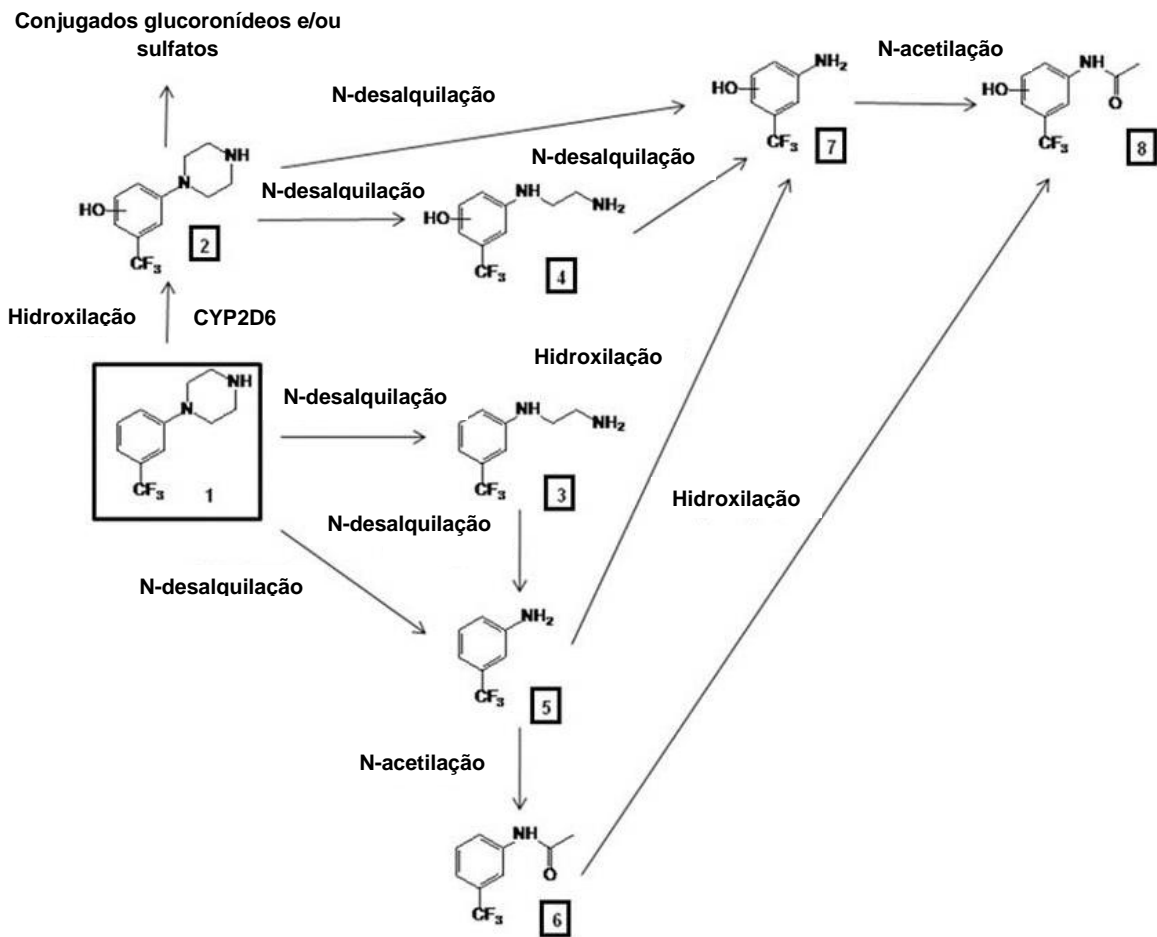 Conjugados glucoronídeos e/ou
sulfatos
N-acetilação
NH₂
NH
HO
O
CF₃
7
CF₃
8
N-desalquilação
N-desalquilação
NH
N
HO
CF₃
2
N-desalquilação
NH
NH₂
HO
CF₃
4
Hidroxilação
CYP2D6
Hidroxilação
NH
N
CF₃
1
N-desalquilação
NH
NH₂
CF₃
3
Hidroxilação
N-desalquilação
N-desalquilação
NH₂
CF₃
5
N-acetilação
NH
O
CF₃
6
HO